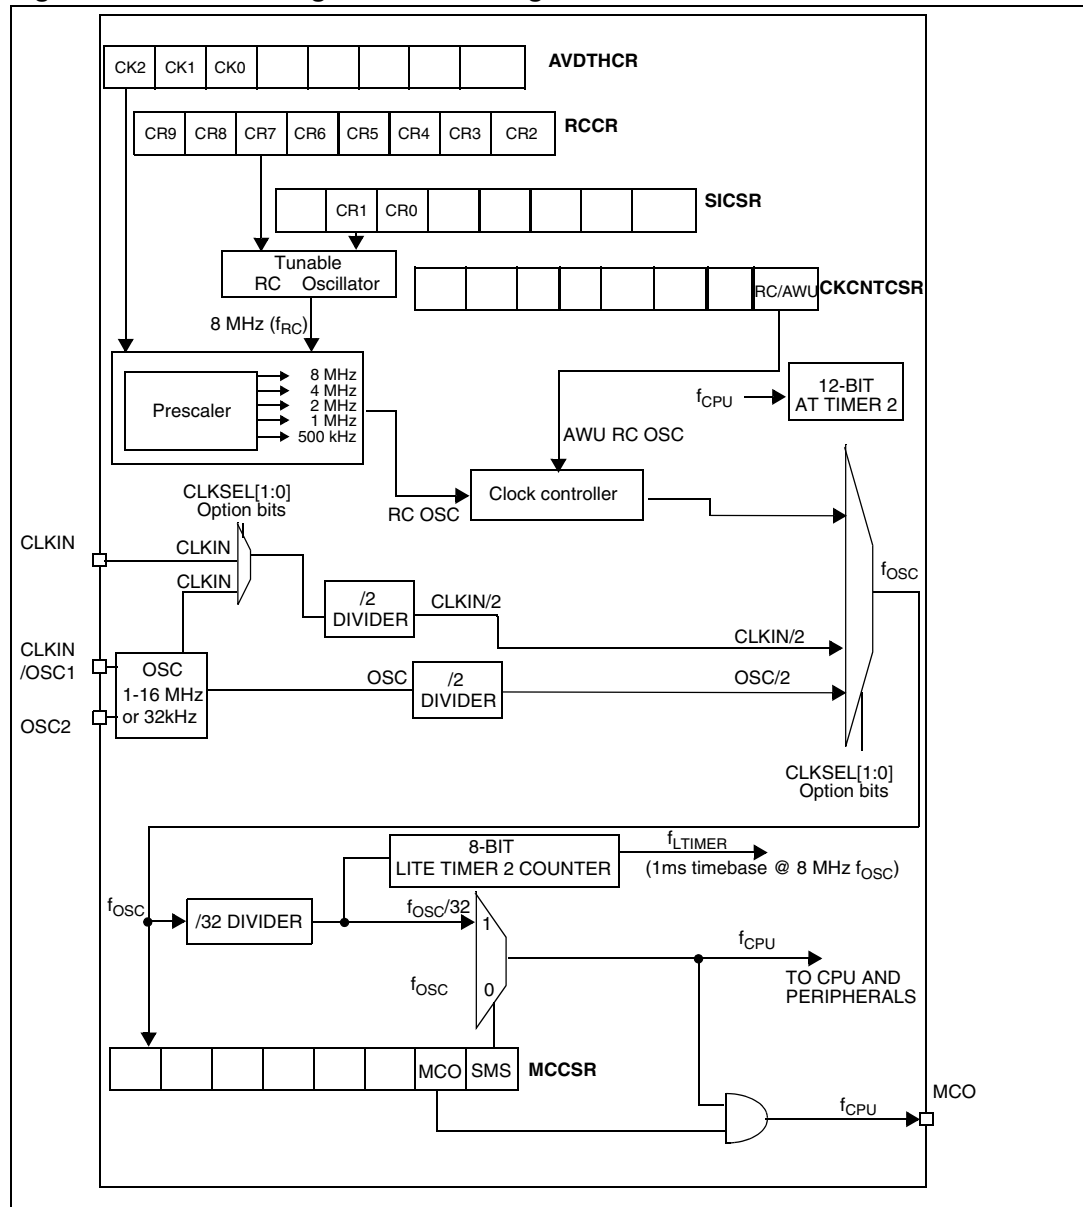 CK2 CK1 CK0 AVDTHCR
CR9 CR8 CR7 CR6 CR5 CR4 CR3 CR2 RCCR
CR1 CR0 SICSR
Tunable
RC Oscillator
RC/AWU CKCNTCSR
8 MHz (fRC)
8 MHz
4 MHz
2 MHz
1 MHz
500 kHz
Prescaler
fCPU
12-BIT
AT TIMER 2
AWU RC OSC
Clock controller
RC OSC
CLKSEL[1:0]
Option bits
CLKIN
CLKIN
CLKIN
/2
DIVIDER
CLKIN/2
CLKIN/2
fOSC
CLKIN
/OSC1
OSC2
OSC
1-16 MHz
or 32kHz
OSC
/2
DIVIDER
OSC/2
CLKSEL[1:0]
Option bits
8-BIT
LITE TIMER 2 COUNTER
fLTIMER
(1ms timebase @ 8 MHz fOSC)
fOSC
/32 DIVIDER
fOSC/32
1
fOSC
0
fCPU
TO CPU AND
PERIPHERALS
MCO SMS MCCSR
fCPU
MCO